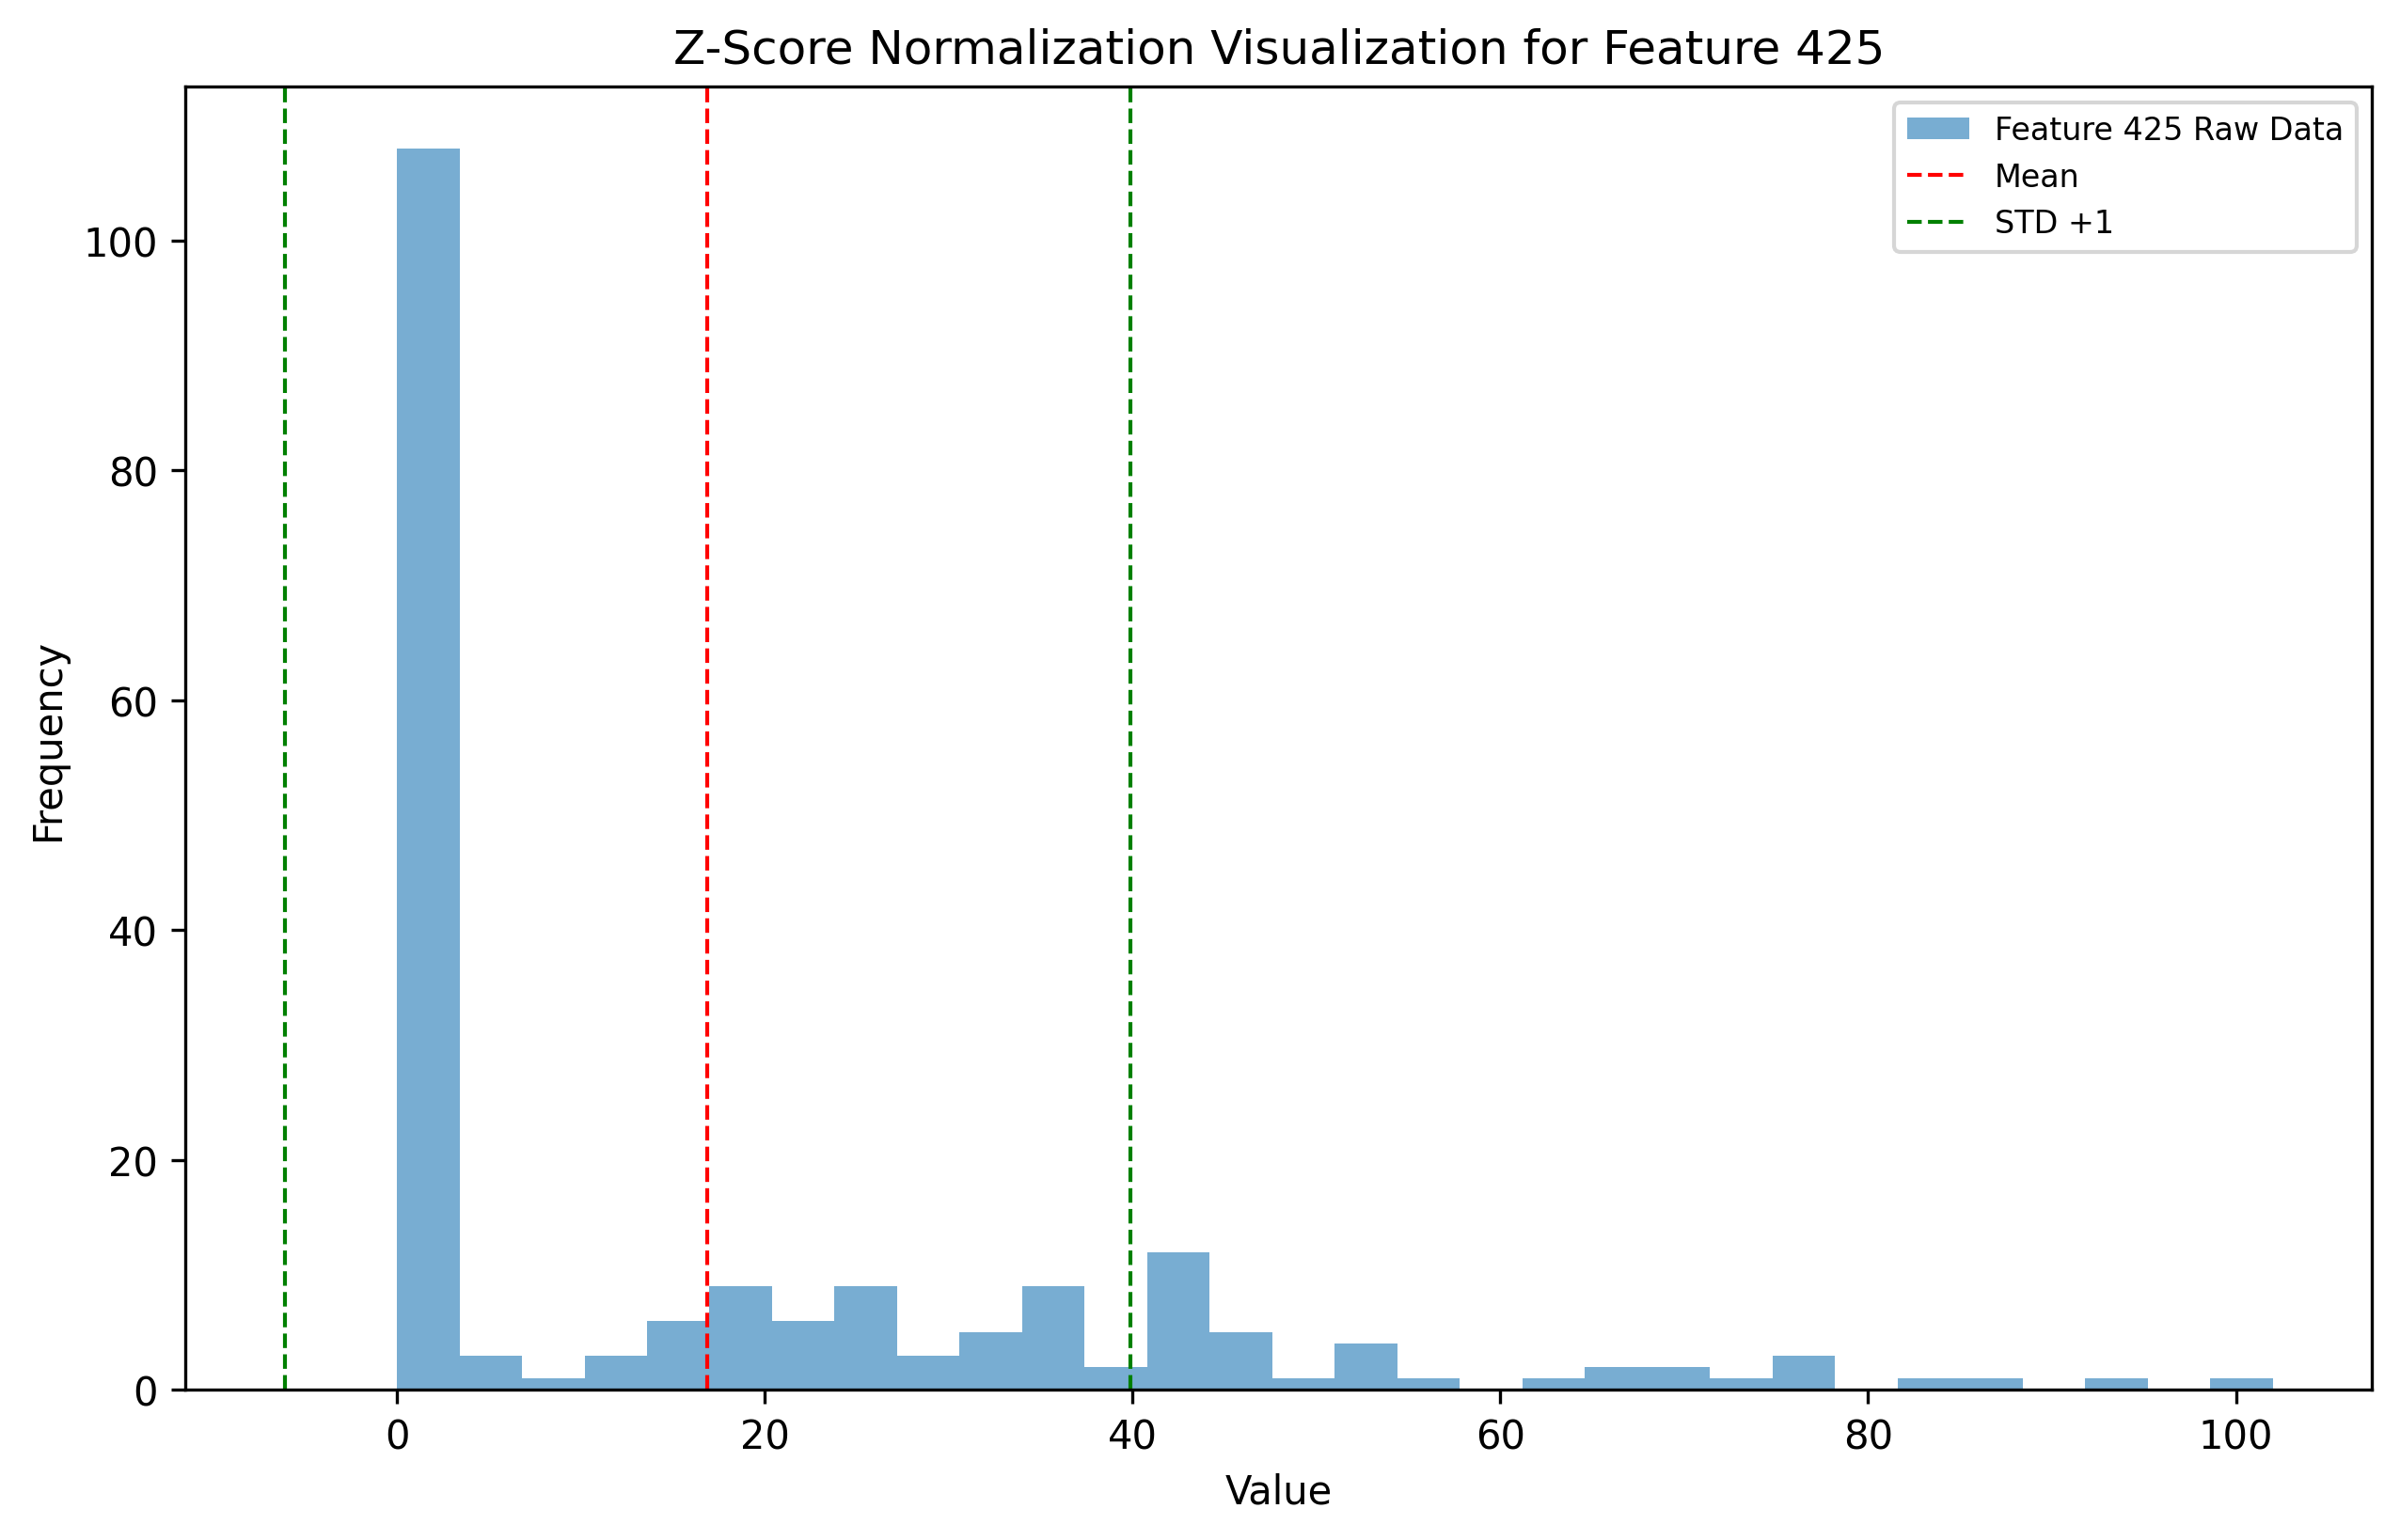 Z-Score Normalization Visualization for Feature 425
Feature 425 Raw Data
Mean
STD +1
100
80
60
40
20
0
Frequency
0 20 40 60 80 100
Value